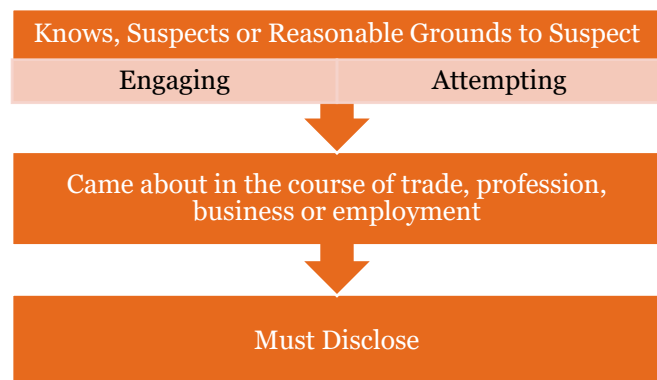 Knows, Suspects or Reasonable Grounds to Suspect
Engaging
Attempting
Came about in the course of trade, profession,
business or employment
Must Disclose